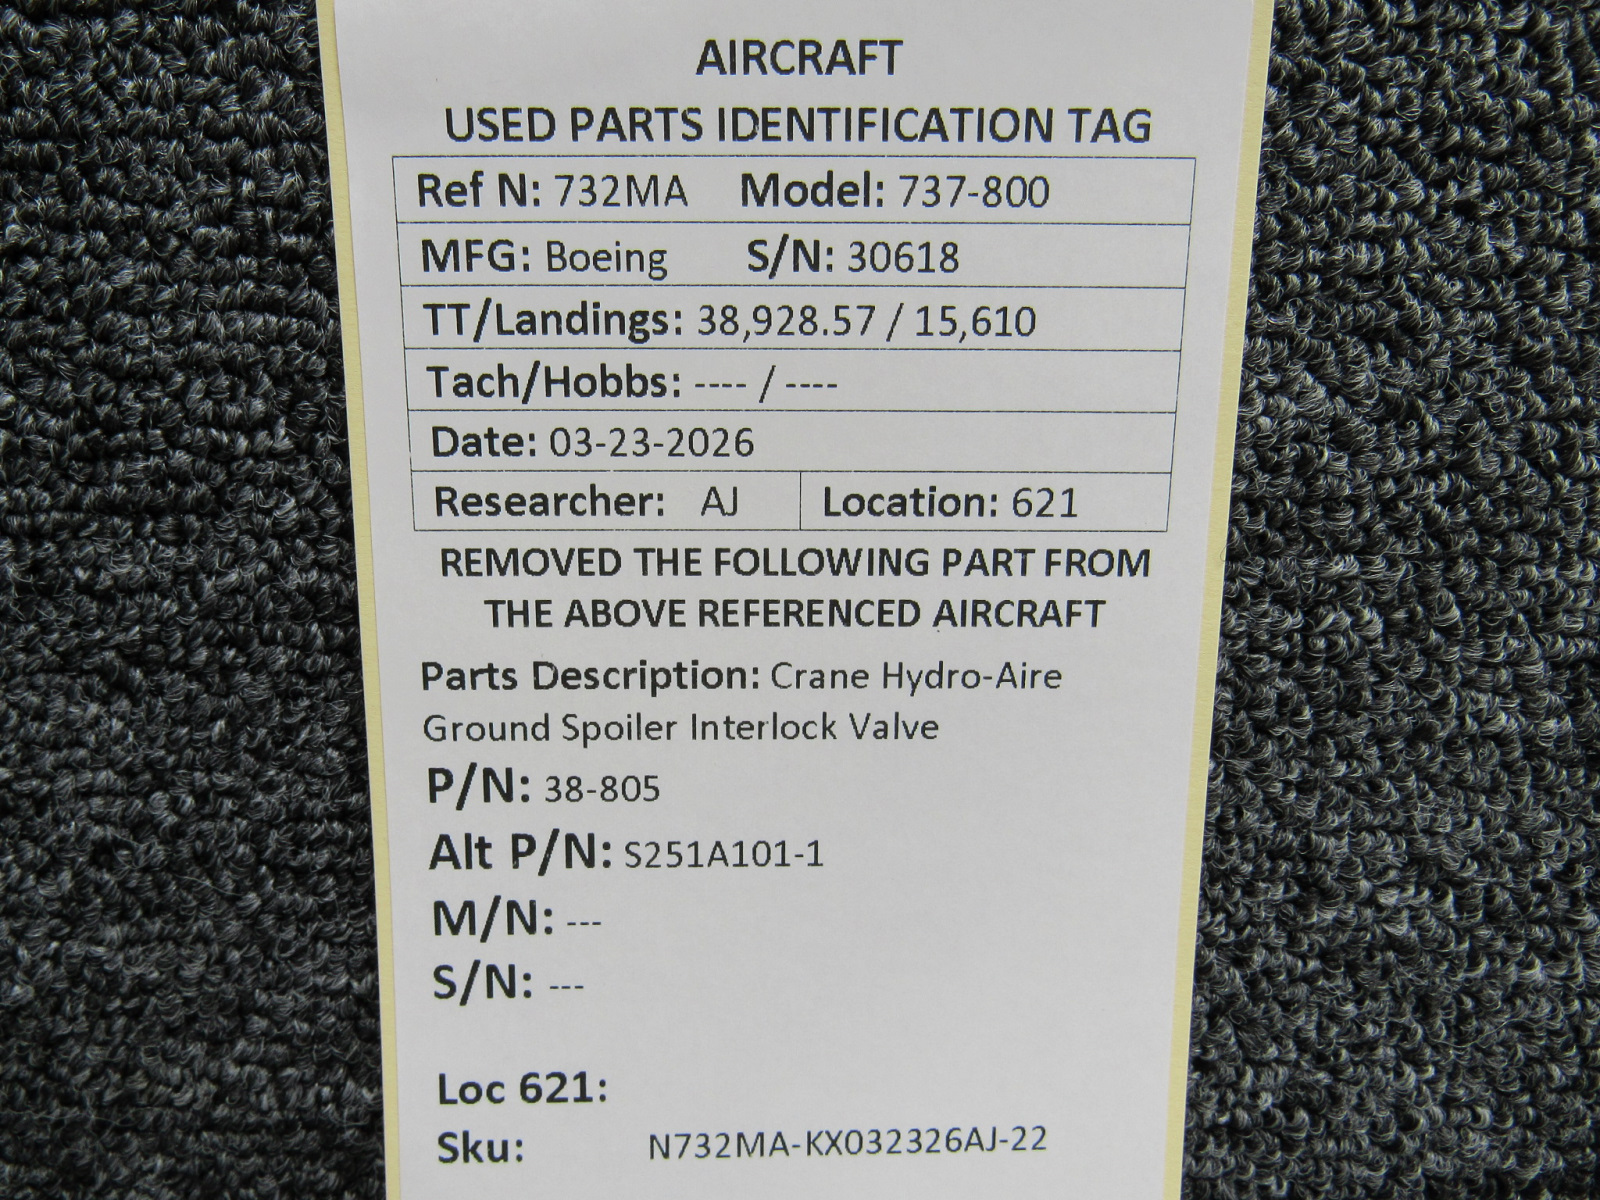 AIRCRAFT
USED PARTS IDENTIFICATION TAG
Ref N: 732MA Model: 737-800
MFG: Boeing S/N: 30618
TT/Landings: 38,928.57 / 15,610
Tach/Hobbs: ---- / ----
Date: 03-23-2026
Researcher: AJ Location: 621
REMOVED THE FOLLOWING PART FROM
THE ABOVE REFERENCED AIRCRAFT
Parts Description: Crane Hydro-Aire
Ground Spoiler Interlock Valve
P/N: 38-805
Alt P/N: S251A101-1
M/N: ---
S/N: ---
Loc 621:
Sku: N732MA-KX032326AJ-22